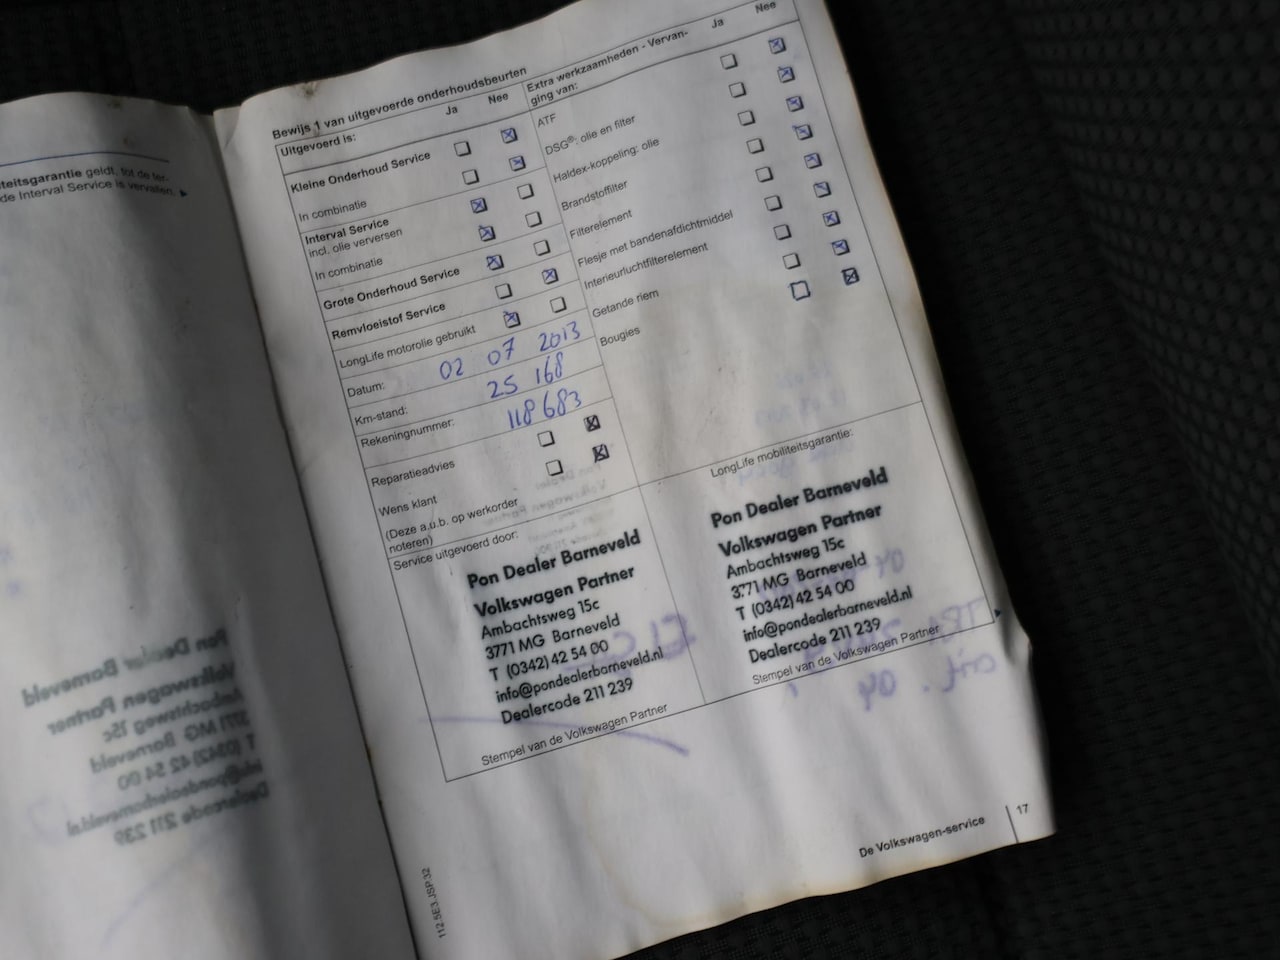 teitsgarantie geldt, tot de ter-
de Interval Service is vervallen.
Bewijs 1 van uitgevoerde onderhoudsbeurten
Uitgevoerd is:
Ja
Nee
Kleine Onderhoud Service
In combinatie
Interval Service
incl. olie verversen
In combinatie
Grote Onderhoud Service
Remvloeistof Service
LongLife motorolie gebruikt
Datum: 02 07 2013
Km-stand: 25 168
Rekeningnummer: 118 683
Reparatieadvies
Wens klant
(Deze a.u.b. op werkorder
noteren)
Service uitgevoerd door:
Pon Dealer Barneveld
Volkswagen Partner
Ambachtsweg 15c
3771 MG Barneveld
T (0342) 42 54 00
info@pondealerbarneveld.nl
Dealercode 211 239
Stempel van de Volkswagen Partner
Extra werkzaamheden - Vervan-
ging van:
Ja
Nee
ATF
DSG®: olie en filter
Haldex-koppeling: olie
Brandstoffilter
Filterelement
Flesje met bandenafdichtmiddel
Interieurluchtfilterelement
Getande riem
Bougies
LongLife mobiliteitsgarantie:
Pon Dealer Barneveld
Volkswagen Partner
Ambachtsweg 15c
3771 MG Barneveld
T (0342) 42 54 00
info@pondealerbarneveld.nl
Dealercode 211 239
Stempel van de Volkswagen Partner
De Volkswagen-service
17
112.5E3.JSP.32